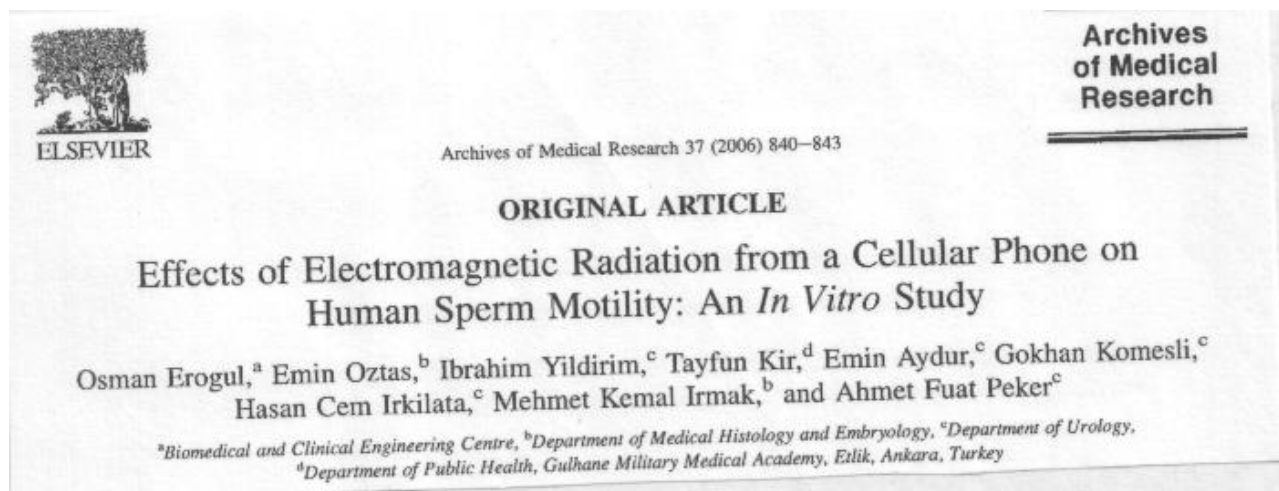 ELSEVIER
Archives
of Medical
Research
Archives of Medical Research 37 (2006) 840–843
ORIGINAL ARTICLE
Effects of Electromagnetic Radiation from a Cellular Phone on
Human Sperm Motility: An In Vitro Study
Osman Erogul,ᵃ Emin Oztas,ᵇ Ibrahim Yildirim,ᶜ Tayfun Kir,ᵈ Emin Aydur,ᶜ Gokhan Komesli,ᶜ
Hasan Cem Irkilata,ᶜ Mehmet Kemal Irmak,ᵇ and Ahmet Fuat Pekerᶜ
ᵃBiomedical and Clinical Engineering Centre, ᵇDepartment of Medical Histology and Embryology, ᶜDepartment of Urology,
ᵈDepartment of Public Health, Gulhane Military Medical Academy, Etlik, Ankara, Turkey